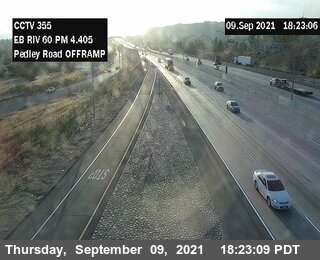 CCTV 355
09.Sep 2021 18:23:06
EB RIV 60 PM 4.405
Pedley Road OFFRAMP
STOP
Thursday, September 09, 2021 18:23:09 PDT